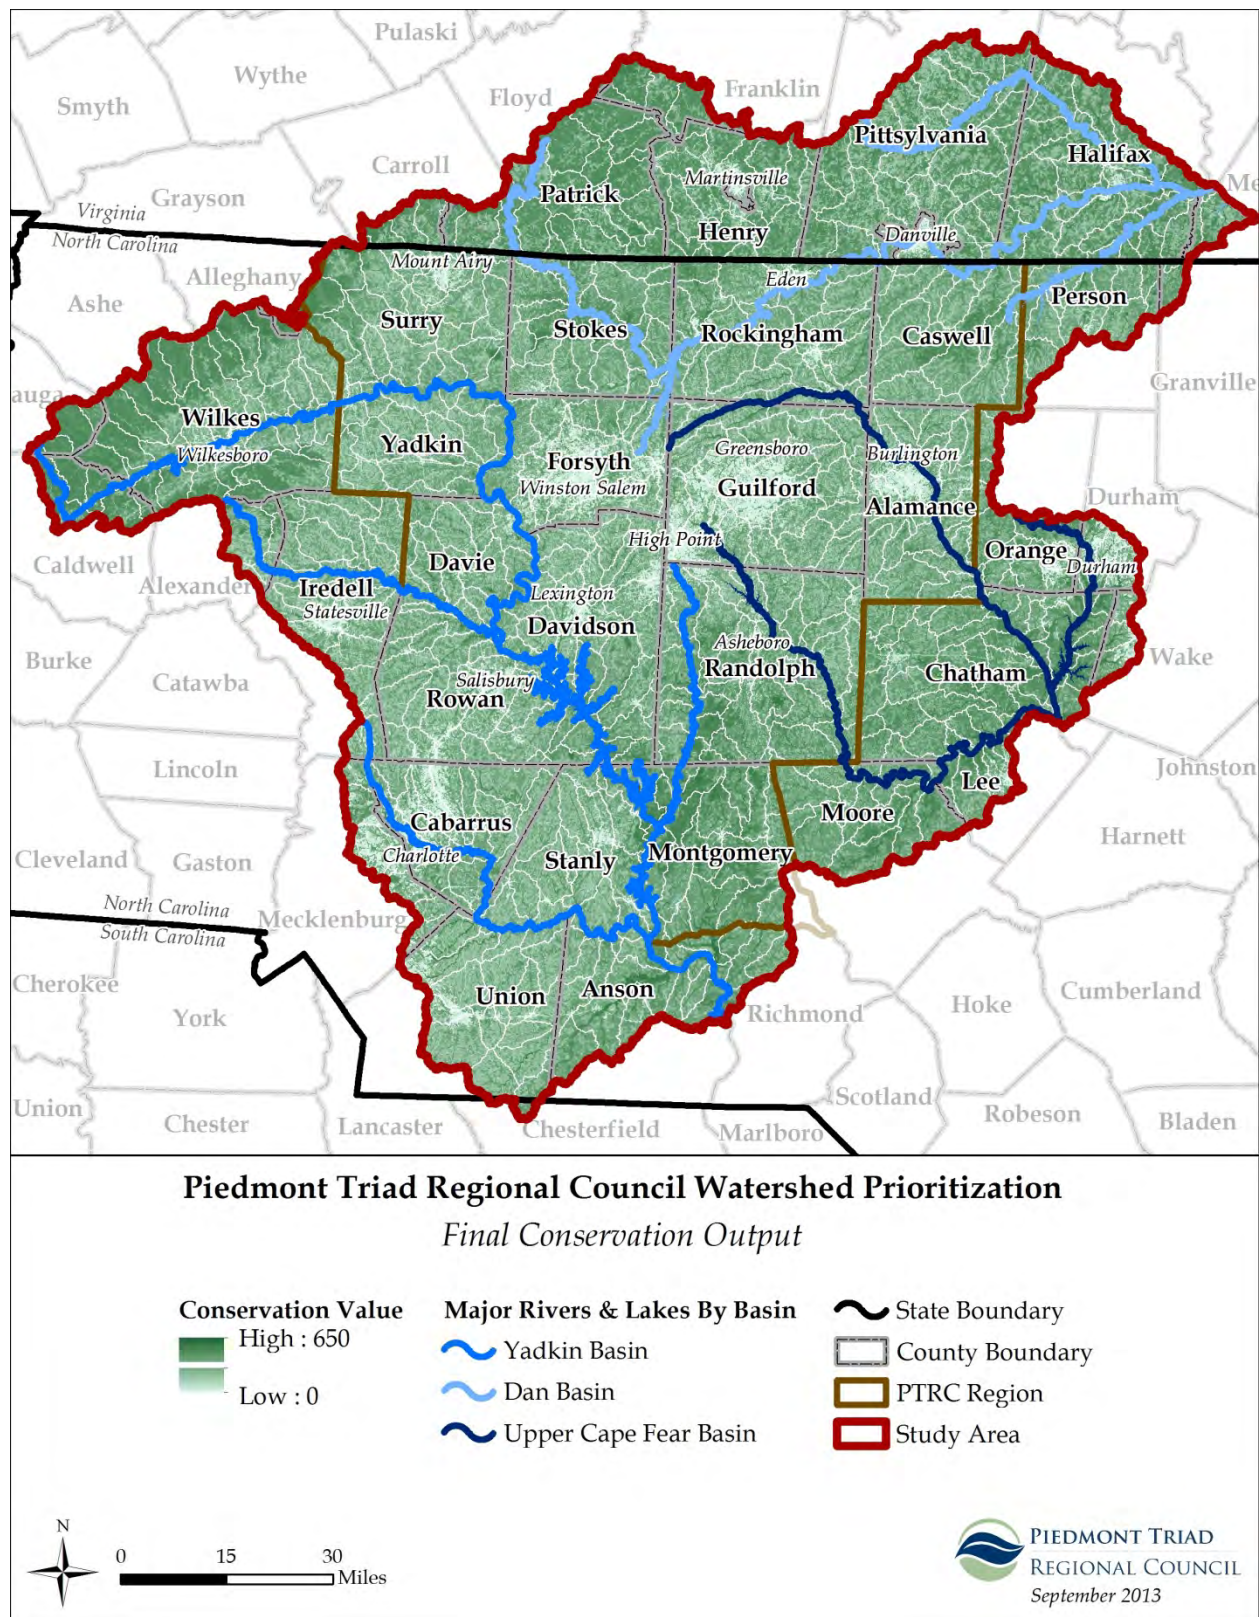 Pulaski
Wythe
Smyth
Floyd
Franklin
Pittsylvania
Halifax
Carroll
Me
Grayson
Patrick
Martinsville
Henry
Virginia
North Carolina
Danville
Mount Airy
Eden
Alleghany
Ashe
Surry
Stokes
Rockingham
Caswell
Person
Granville
auga
Wilkes
Wilkesboro
Yadkin
Forsyth
Winston Salem
Greensboro
Guilford
Burlington
Alamance
Durham
High Point
Orange
Durham
Caldwell
Alexander
Davie
Iredell
Statesville
Lexington
Davidson
Asheboro
Randolph
Chatham
Wake
Burke
Catawba
Salisbury
Rowan
Lincoln
Johnston
Lee
Moore
Harnett
Cabarrus
Charlotte
Stanly
Montgomery
Cleveland
Gaston
North Carolina
South Carolina
Mecklenburg
Cherokee
York
Union
Anson
Richmond
Hoke
Cumberland
Scotland
Union
Chester
Lancaster
Chesterfield
Marlboro
Robeson
Bladen
Piedmont Triad Regional Council Watershed Prioritization
Final Conservation Output
Conservation Value
High : 650
Low : 0
Major Rivers & Lakes By Basin
Yadkin Basin
Dan Basin
Upper Cape Fear Basin
State Boundary
County Boundary
PTRC Region
Study Area
N
0 15 30
Miles
PIEDMONT TRIAD
REGIONAL COUNCIL
September 2013